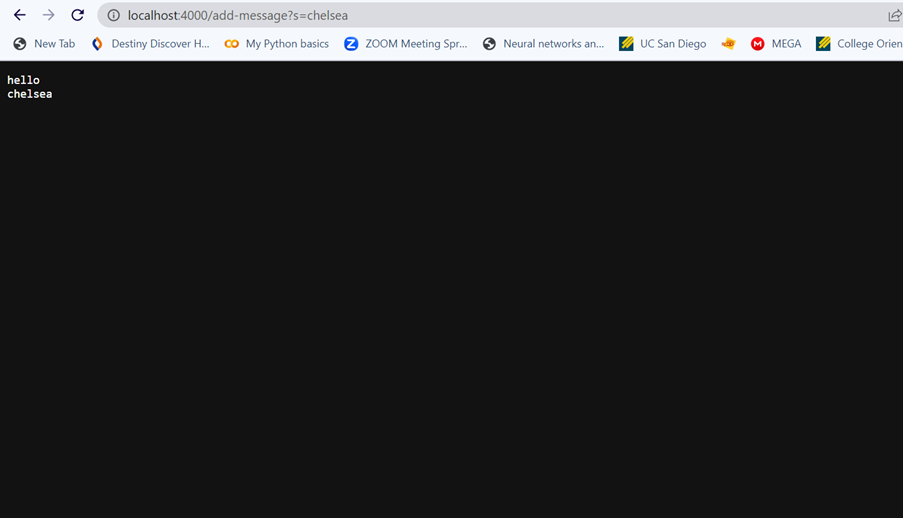 localhost:4000/add-message?s=chelsea
New Tab Destiny Discover H... My Python basics ZOOM Meeting Spr... Neural networks an... UC San Diego MEGA College Orien
hello
chelsea